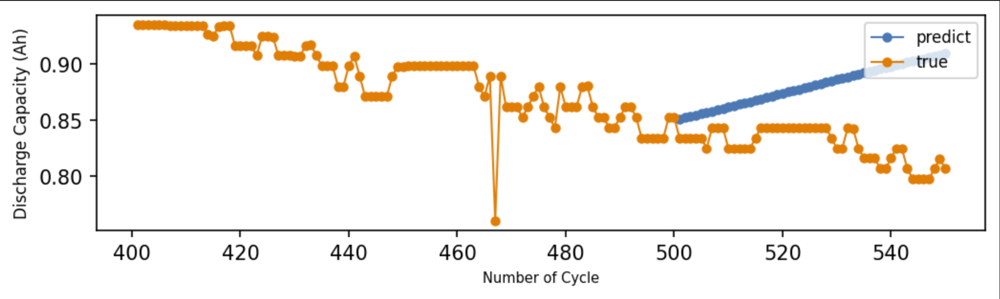 predict
true
Discharge Capacity (Ah)
0.90
0.85
0.80
400 420 440 460 480 500 520 540
Number of Cycle